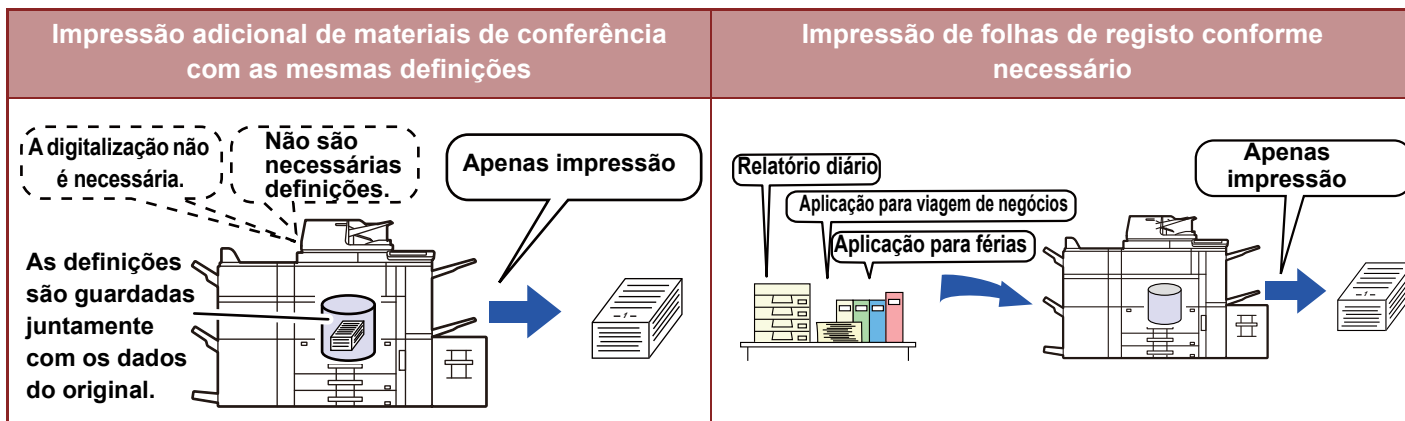 Impressão adicional de materiais de conferência
com as mesmas definições
A digitalização não
é necessária.
Não são
necessárias
definições.
Apenas impressão
As definições
são guardadas
juntamente
com os dados
do original.
-1-
Impressão de folhas de registo conforme
necessário
Relatório diário
Aplicação para viagem de negócios
Aplicação para férias
Apenas
impressão
-1-